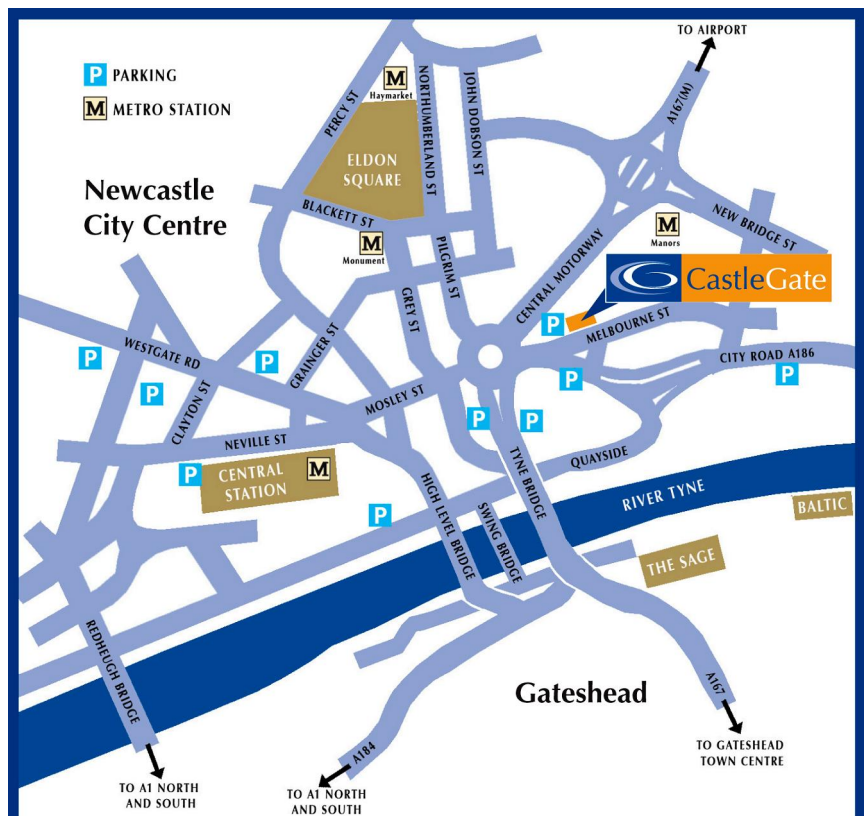 TO AIRPORT
P PARKING
M METRO STATION
A167(M)
M
Haymarket
PERCY ST
NORTHUMBERLAND ST
JOHN DOBSON ST
ELDON
SQUARE
Newcastle
City Centre
BLACKETT ST
M
Monument
M
Manors
NEW BRIDGE ST
PILGRIM ST
CENTRAL MOTORWAY
GREY ST
CastleGate
P
MELBOURNE ST
GRAINGER ST
WESTGATE RD
P
P
CITY ROAD A186
P
P
P
CLAYTON ST
MOSLEY ST
P
P
NEVILLE ST
TYNE BRIDGE
QUAYSIDE
P
CENTRAL
STATION
M
HIGH LEVEL BRIDGE
SWING BRIDGE
RIVER TYNE
BALTIC
P
THE SAGE
REDHEUGH BRIDGE
Gateshead
A167
A184
TO GATESHEAD
TOWN CENTRE
TO A1 NORTH
AND SOUTH
TO A1 NORTH
AND SOUTH